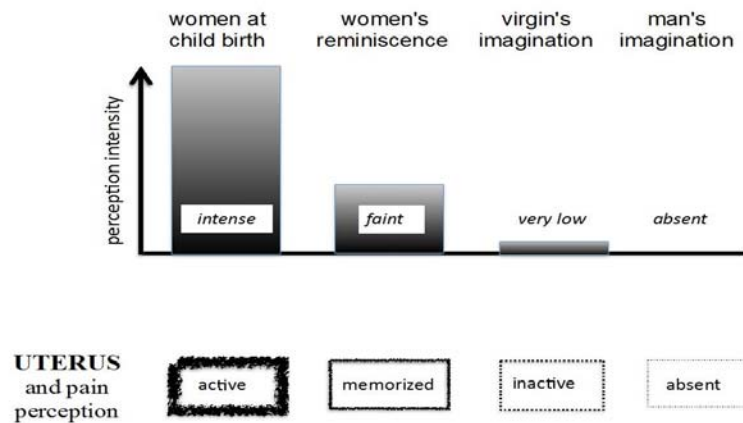 women at child birth
women's reminiscence
virgin's imagination
man's imagination
perception intensity
intense
faint
very low
absent
UTERUS
and pain
perception
active
memorized
inactive
absent